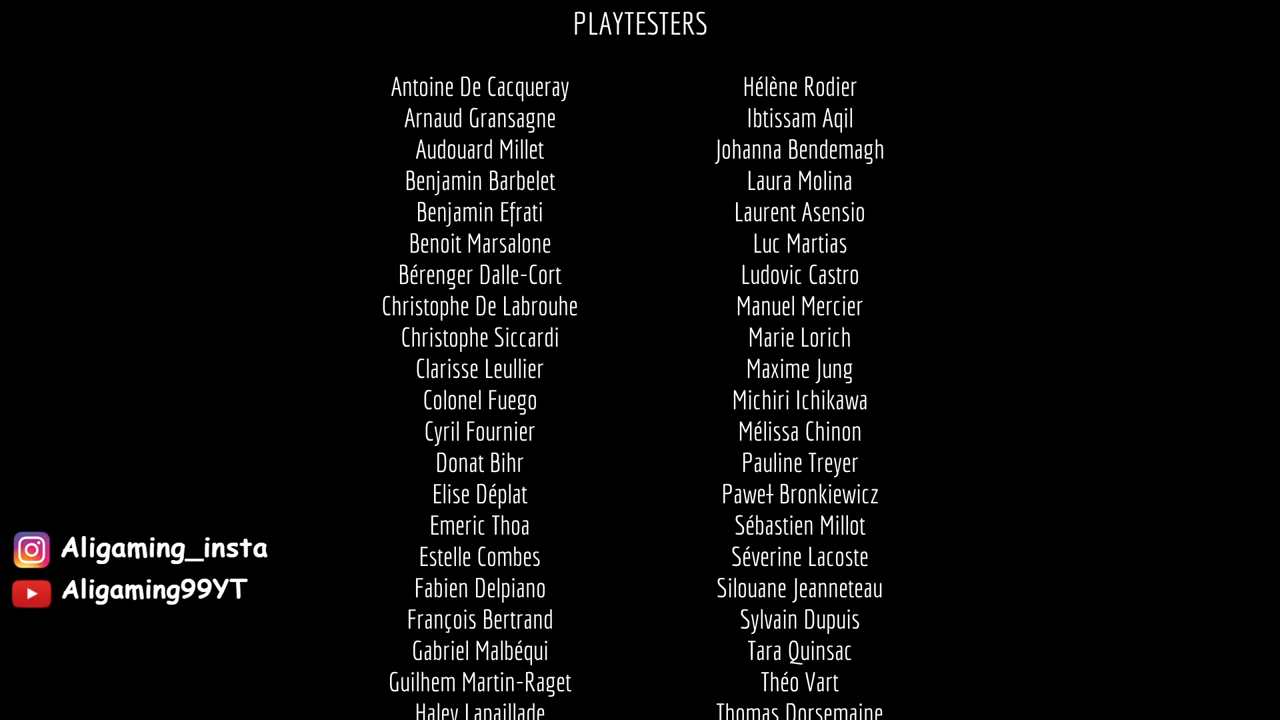 PLAYTESTERS
Antoine De Cacqueray
Arnaud Gransagne
Audouard Millet
Benjamin Barbelet
Benjamin Efrati
Benoit Marsalone
Bérenger Dalle-Cort
Christophe De Labrouhe
Christophe Siccardi
Clarisse Leullier
Colonel Fuego
Cyril Fournier
Donat Bihr
Elise Déplat
Emeric Thoa
Estelle Combes
Fabien Delpiano
François Bertrand
Gabriel Malbéqui
Guilhem Martin-Raget
Haley Lapaillade
Hélène Rodier
Ibtissam Aqil
Johanna Bendemagh
Laura Molina
Laurent Asensio
Luc Martias
Ludovic Castro
Manuel Mercier
Marie Lorich
Maxime Jung
Michiri Ichikawa
Mélissa Chinon
Pauline Treyer
Paweł Bronkiewicz
Sébastien Millot
Séverine Lacoste
Silouane Jeanneteau
Sylvain Dupuis
Tara Quinsac
Théo Vart
Thomas Dorsemaine
Aligaming_insta
Aligaming99YT